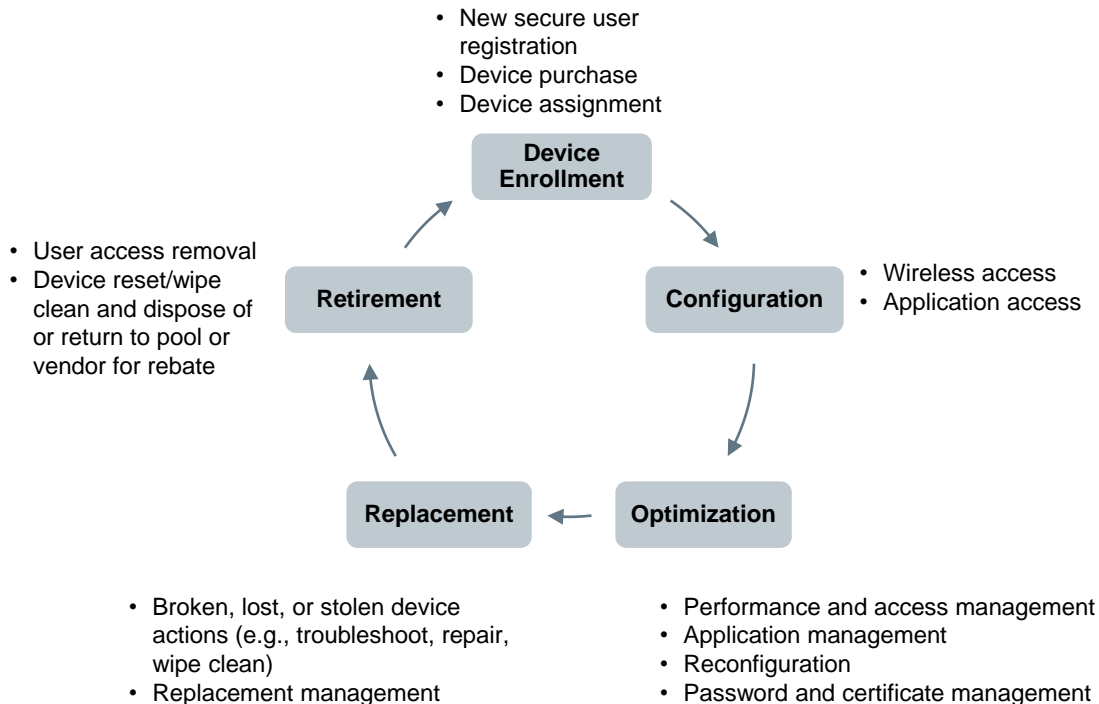 • New secure user
registration
• Device purchase
• Device assignment
Device
Enrollment
• User access removal
• Device reset/wipe
clean and dispose of
or return to pool or
vendor for rebate
Retirement
Configuration
• Wireless access
• Application access
Replacement
Optimization
• Broken, lost, or stolen device
actions (e.g., troubleshoot, repair,
wipe clean)
• Replacement management
• Performance and access management
• Application management
• Reconfiguration
• Password and certificate management